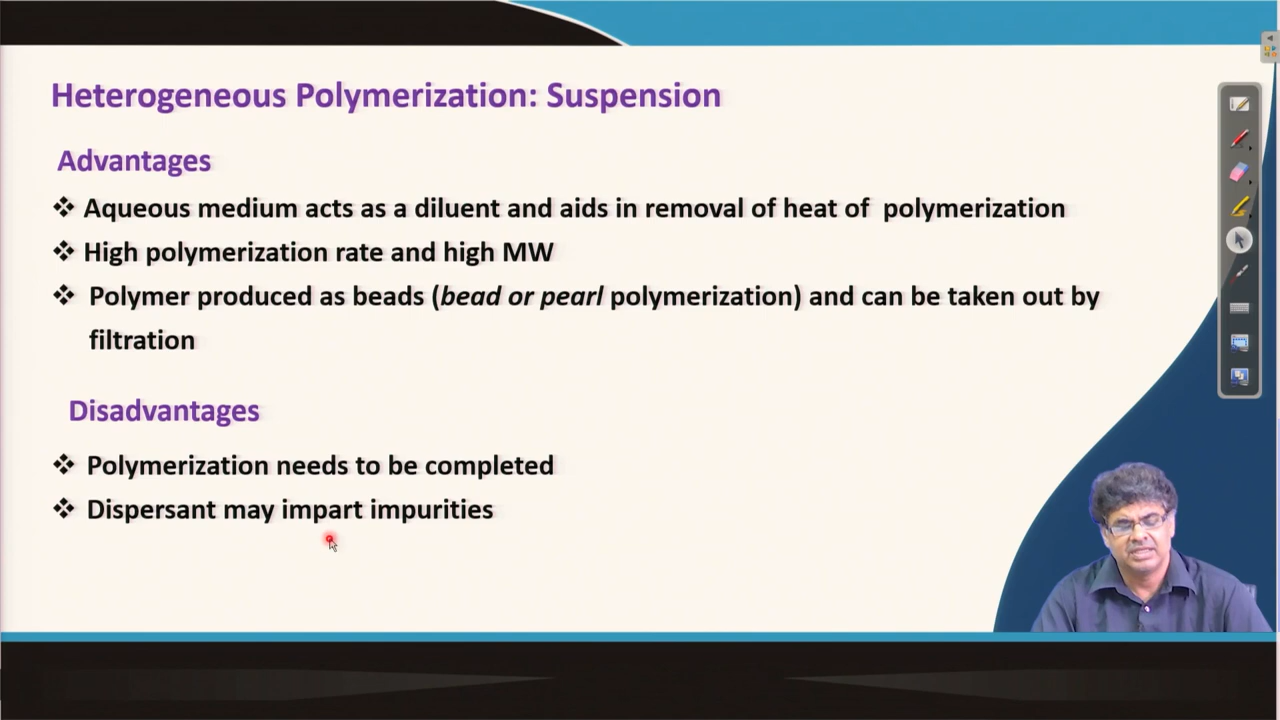 Heterogeneous Polymerization: Suspension
Advantages
❖ Aqueous medium acts as a diluent and aids in removal of heat of polymerization
❖ High polymerization rate and high MW
❖ Polymer produced as beads (bead or pearl polymerization) and can be taken out by
filtration
Disadvantages
❖ Polymerization needs to be completed
❖ Dispersant may impart impurities